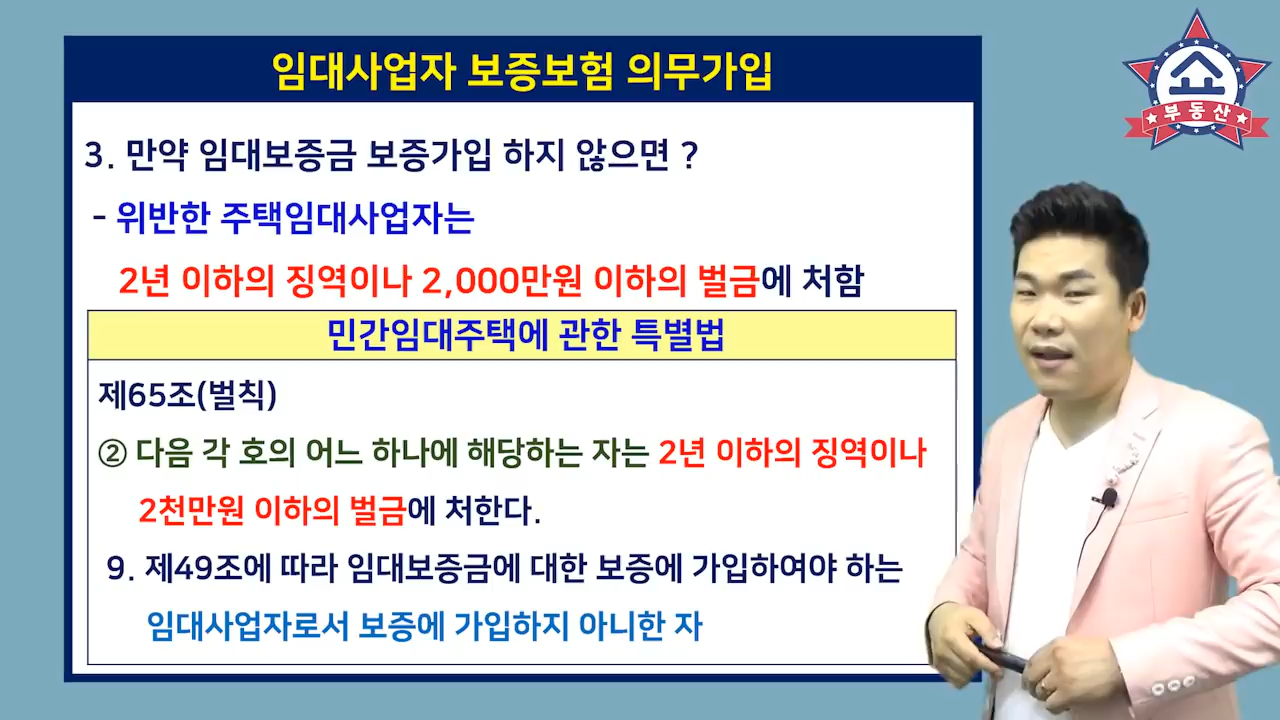 임대사업자 보증보험 의무가입
부동산
3. 만약 임대보증금 보증가입 하지 않으면 ?
- 위반한 주택임대사업자는
2년 이하의 징역이나 2,000만원 이하의 벌금에 처함
민간임대주택에 관한 특별법
제65조(벌칙)
② 다음 각 호의 어느 하나에 해당하는 자는 2년 이하의 징역이나
2천만원 이하의 벌금에 처한다.
9. 제49조에 따라 임대보증금에 대한 보증에 가입하여야 하는
임대사업자로서 보증에 가입하지 아니한 자